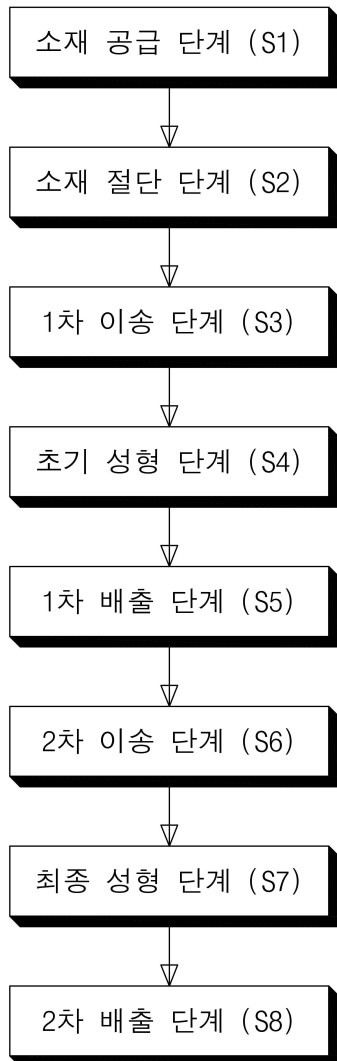 소재 공급 단계 (S1)
소재 절단 단계 (S2)
1차 이송 단계 (S3)
초기 성형 단계 (S4)
1차 배출 단계 (S5)
2차 이송 단계 (S6)
최종 성형 단계 (S7)
2차 배출 단계 (S8)